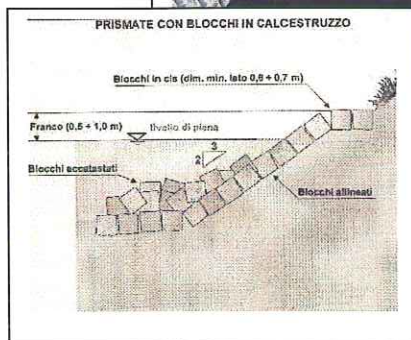 PRISMATE CON BLOCCHI IN CALCESTRUZZO
Blocchi in cls (dim. min. lato 0,6 ÷ 0,7 m)
Franco (0,5 ÷ 1,0 m)
livello di piena
3
2
Blocchi accatastati
Blocchi allineati